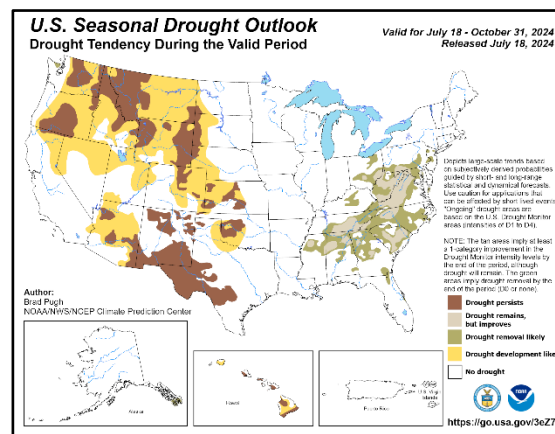 U.S. Seasonal Drought Outlook
Drought Tendency During the Valid Period
Valid for July 18 - October 31, 2024
Released July 18, 2024
Depicts large-scale trends based
on subjectively derived probabilities
guided by short- and long-range
statistical and dynamical forecasts.
Use caution for applications that
can be affected by short lived events.
"Ongoing" drought areas are
based on the U.S. Drought Monitor
areas (intensities of D1 to D4).
NOTE: The tan areas imply at least
a 1-category improvement in the
Drought Monitor intensity levels by
the end of the period, although
drought will remain. The green
areas imply drought removal by the
end of the period (D0 or none).
Author:
Brad Pugh
NOAA/NWS/NCEP Climate Prediction Center
Drought persists
Drought remains,
but improves
Drought removal likely
Drought development like
No drought
Alaska
Hawaii
Puerto Rico
U.S. Virgin
Islands
https://go.usa.gov/3eZ7